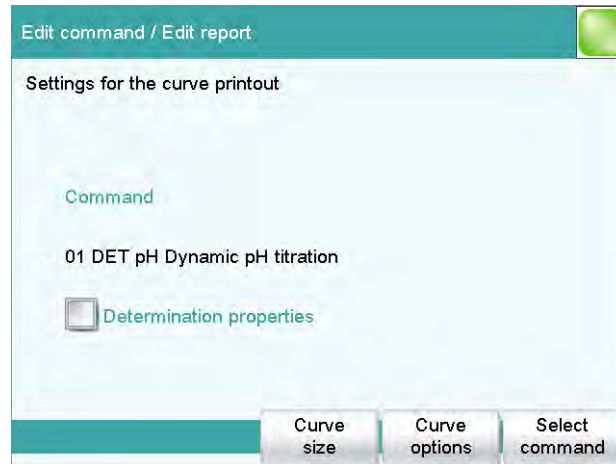 Edit command / Edit report
Settings for the curve printout
Command
01 DET pH Dynamic pH titration
Determination properties
Curve size
Curve options
Select command